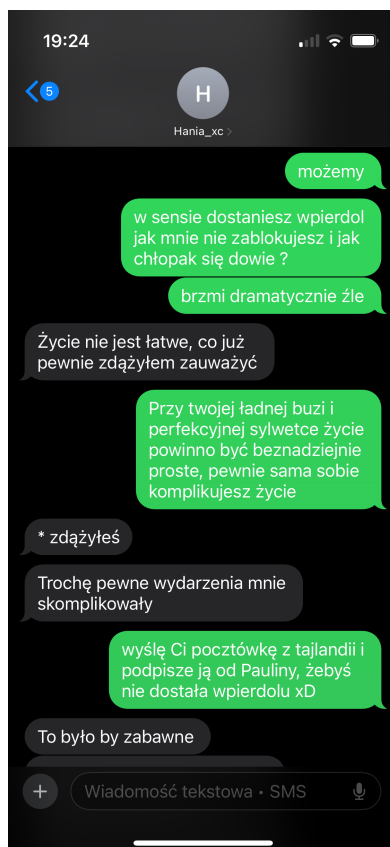 19:24
5
H
Hania_xc
możemy
w sensie dostaniesz wpierdol
jak mnie nie zablokujesz i jak
chłopak się dowie ?
brzmi dramatycznie źle
Życie nie jest łatwe, co już
pewnie zdążyłem zauważyć
Przy twojej ładnej buzi i
perfekcyjnej sylwetce życie
powinno być beznadziejnie
proste, pewnie sama sobie
komplikujesz życie
* zdążyłeś
Trochę pewne wydarzenia mnie
skomplikowały
wyślę Ci pocztówkę z tajlandii i
podpisze ją od Pauliny, żebyś
nie dostała wpierdolu xD
To było by zabawne
Wiadomość tekstowa • SMS